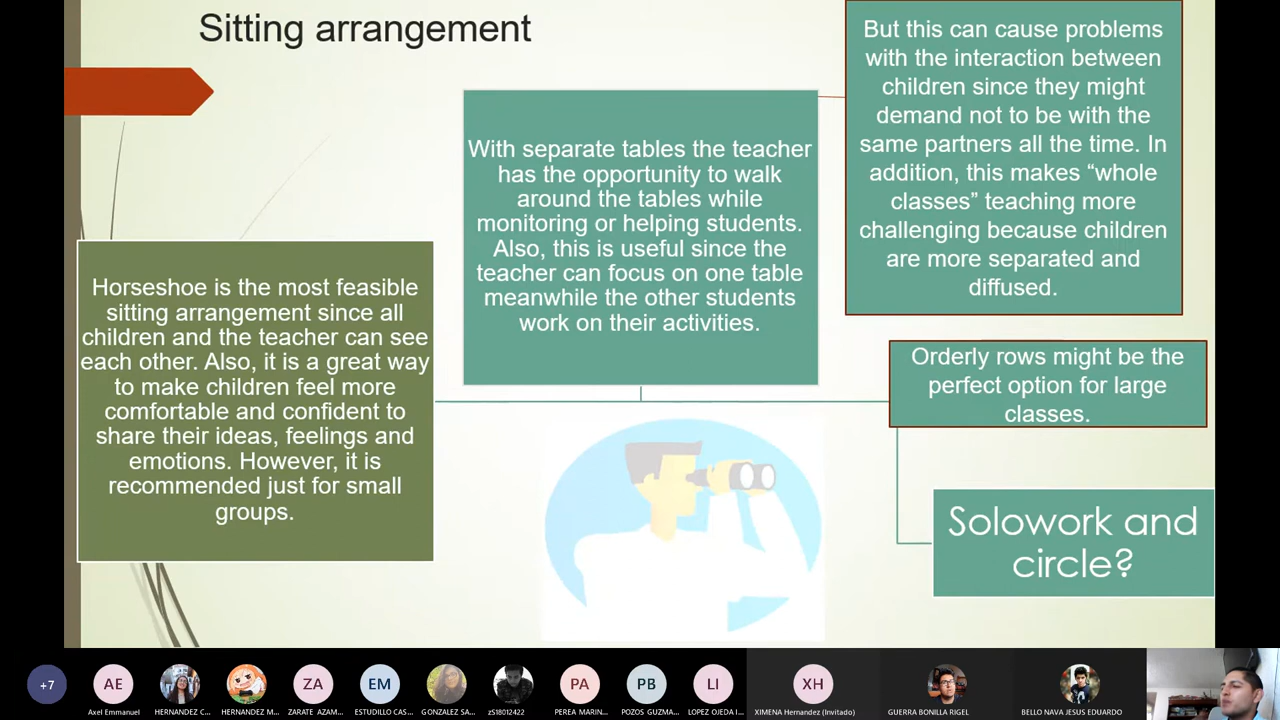 Sitting arrangement
Horseshoe is the most feasible
sitting arrangement since all
children and the teacher can see
each other. Also, it is a great way
to make children feel more
comfortable and confident to
share their ideas, feelings and
emotions. However, it is
recommended just for small
groups.
With separate tables the teacher
has the opportunity to walk
around the tables while
monitoring or helping students.
Also, this is useful since the
teacher can focus on one table
meanwhile the other students
work on their activities.
But this can cause problems
with the interaction between
children since they might
demand not to be with the
same partners all the time. In
addition, this makes “whole
classes” teaching more
challenging because children
are more separated and
diffused.
Orderly rows might be the
perfect option for large
classes.
Solowork and
circle?
+7
AE
Axel Emmanuel
HERNANDEZ C...
HERNANDEZ M...
ZA
ZARATE AZAM...
EM
ESTUDILLO CAS...
GONZALEZ SA...
zS18012422
PA
PEREA MARIN...
PB
POZOS GUZMA...
LI
LOPEZ OJEDA I...
XH
XIMENA Hernandez (Invitado)
GUERRA BONILLA RIGEL
BELLO NAVA JESUS EDUARDO